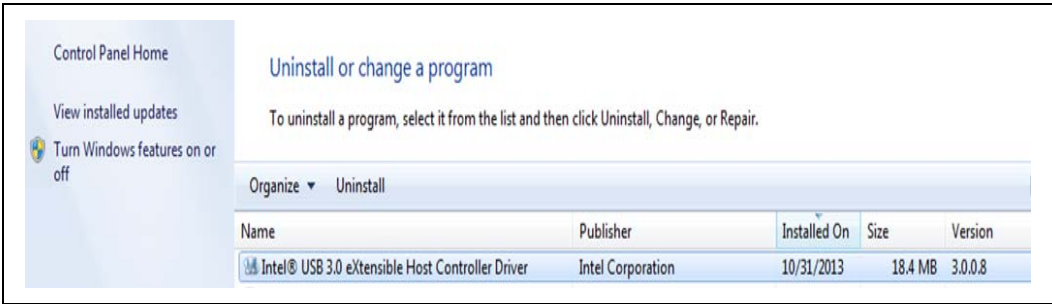 Control Panel Home
View installed updates
Turn Windows features on or
off
Uninstall or change a program
To uninstall a program, select it from the list and then click Uninstall, Change, or Repair.
Organize Uninstall
Name Publisher Installed On Size Version
Intel® USB 3.0 eXtensible Host Controller Driver Intel Corporation 10/31/2013 18.4 MB 3.0.0.8